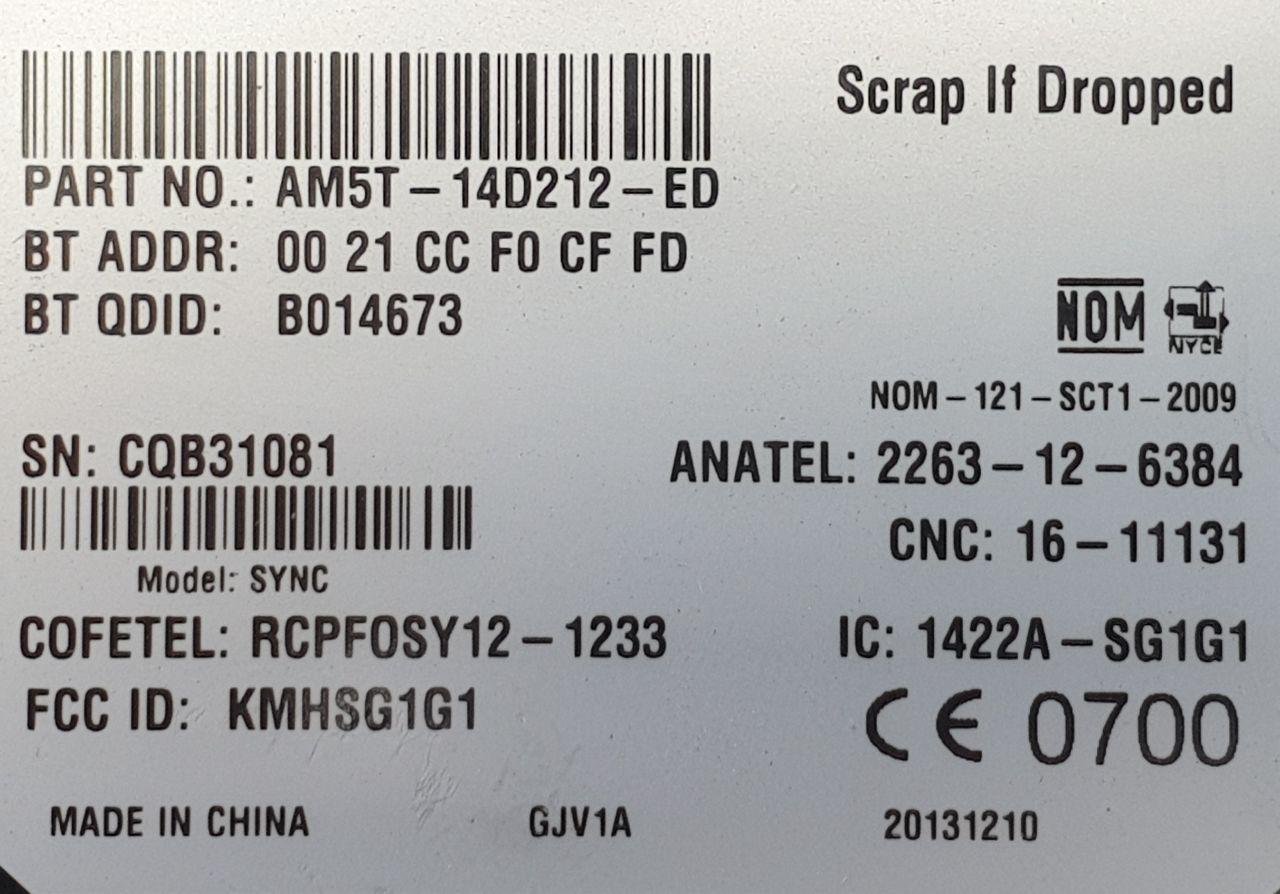 Scrap If Dropped
PART NO.: AM5T-14D212-ED
BT ADDR: 00 21 CC F0 CF FD
BT QDID: B014673
NOM NYCE
NOM-121-SCT1-2009
SN: CQB31081
ANATEL: 2263-12-6384
CNC: 16-11131
Model: SYNC
COFETEL: RCPFOSY12-1233
IC: 1422A-SG1G1
FCC ID: KMHSG1G1
CE 0700
MADE IN CHINA
GJV1A
20131210